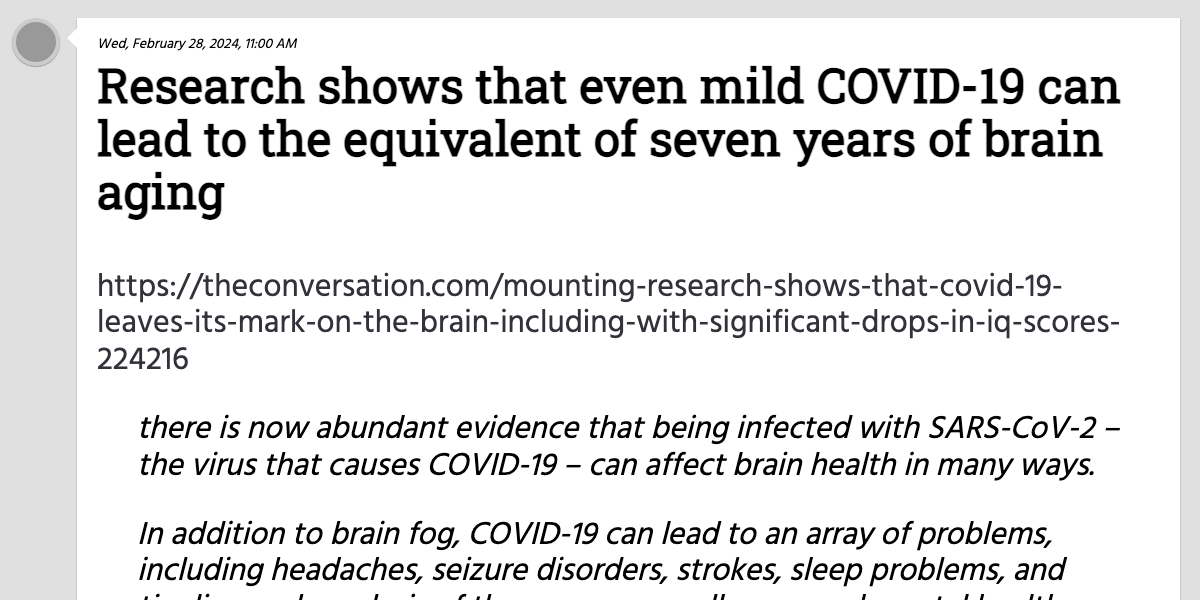 Wed, February 28, 2024, 11:00 AM
Research shows that even mild COVID-19 can
lead to the equivalent of seven years of brain
aging
https://theconversation.com/mounting-research-shows-that-covid-19-
leaves-its-mark-on-the-brain-including-with-significant-drops-in-iq-scores-
224216
there is now abundant evidence that being infected with SARS-CoV-2 –
the virus that causes COVID-19 – can affect brain health in many ways.
In addition to brain fog, COVID-19 can lead to an array of problems,
including headaches, seizure disorders, strokes, sleep problems, and